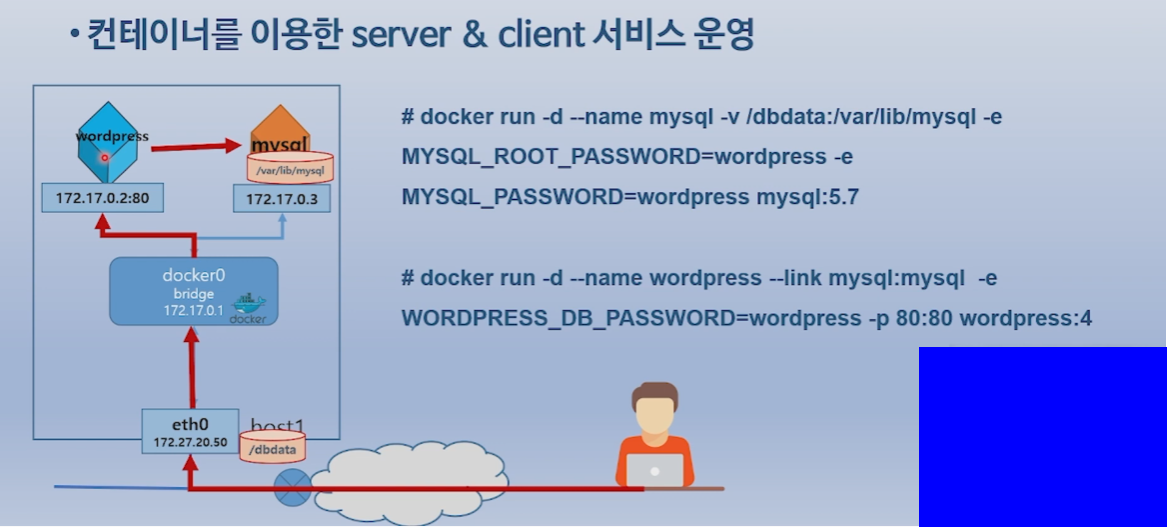 • 컨테이너를 이용한 server & client 서비스 운영
wordpress
mysql
/var/lib/mysql
172.17.0.2:80
172.17.0.3
docker0
bridge
172.17.0.1
docker
eth0
172.27.20.50
host1
/dbdata
# docker run -d --name mysql -v /dbdata:/var/lib/mysql -e
MYSQL_ROOT_PASSWORD=wordpress -e
MYSQL_PASSWORD=wordpress mysql:5.7
# docker run -d --name wordpress --link mysql:mysql -e
WORDPRESS_DB_PASSWORD=wordpress -p 80:80 wordpress:4